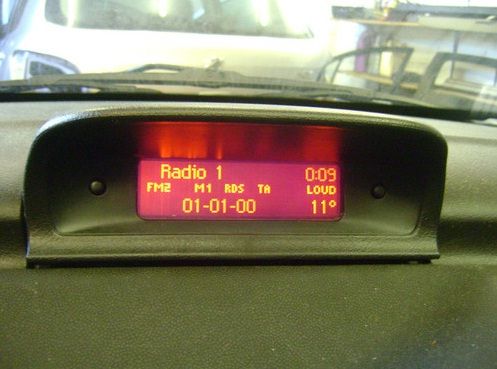 Radio 1 0:09
FM2 M1 RDS TA LOUD
01-01-00 11°